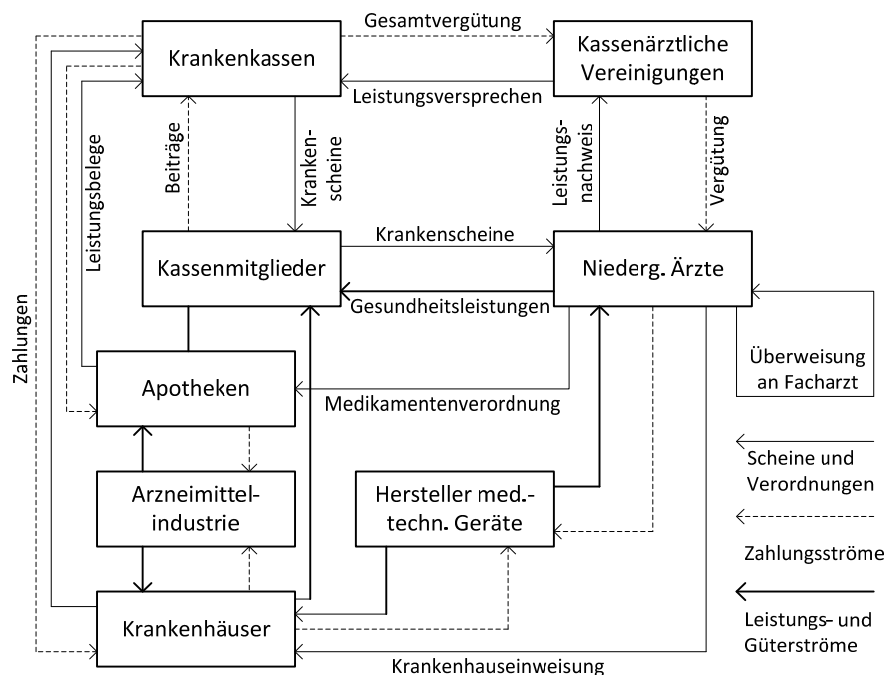 Gesamtvergütung
Krankenkassen
Kassenärztliche
Vereinigungen
Leistungsversprechen
Leistungsbelege
Beiträge
Kranken-
scheine
Leistungs-
nachweis
Vergütung
Krankenscheine
Kassenmitglieder
Niederg. Ärzte
Gesundheitsleistungen
Zahlungen
Überweisung
an Facharzt
Apotheken
Medikamentenverordnung
Scheine und
Verordnungen
Arzneimittel-
industrie
Hersteller med.-
techn. Geräte
Zahlungsströme
Krankenhäuser
Leistungs- und
Güterströme
Krankenhauseinweisung